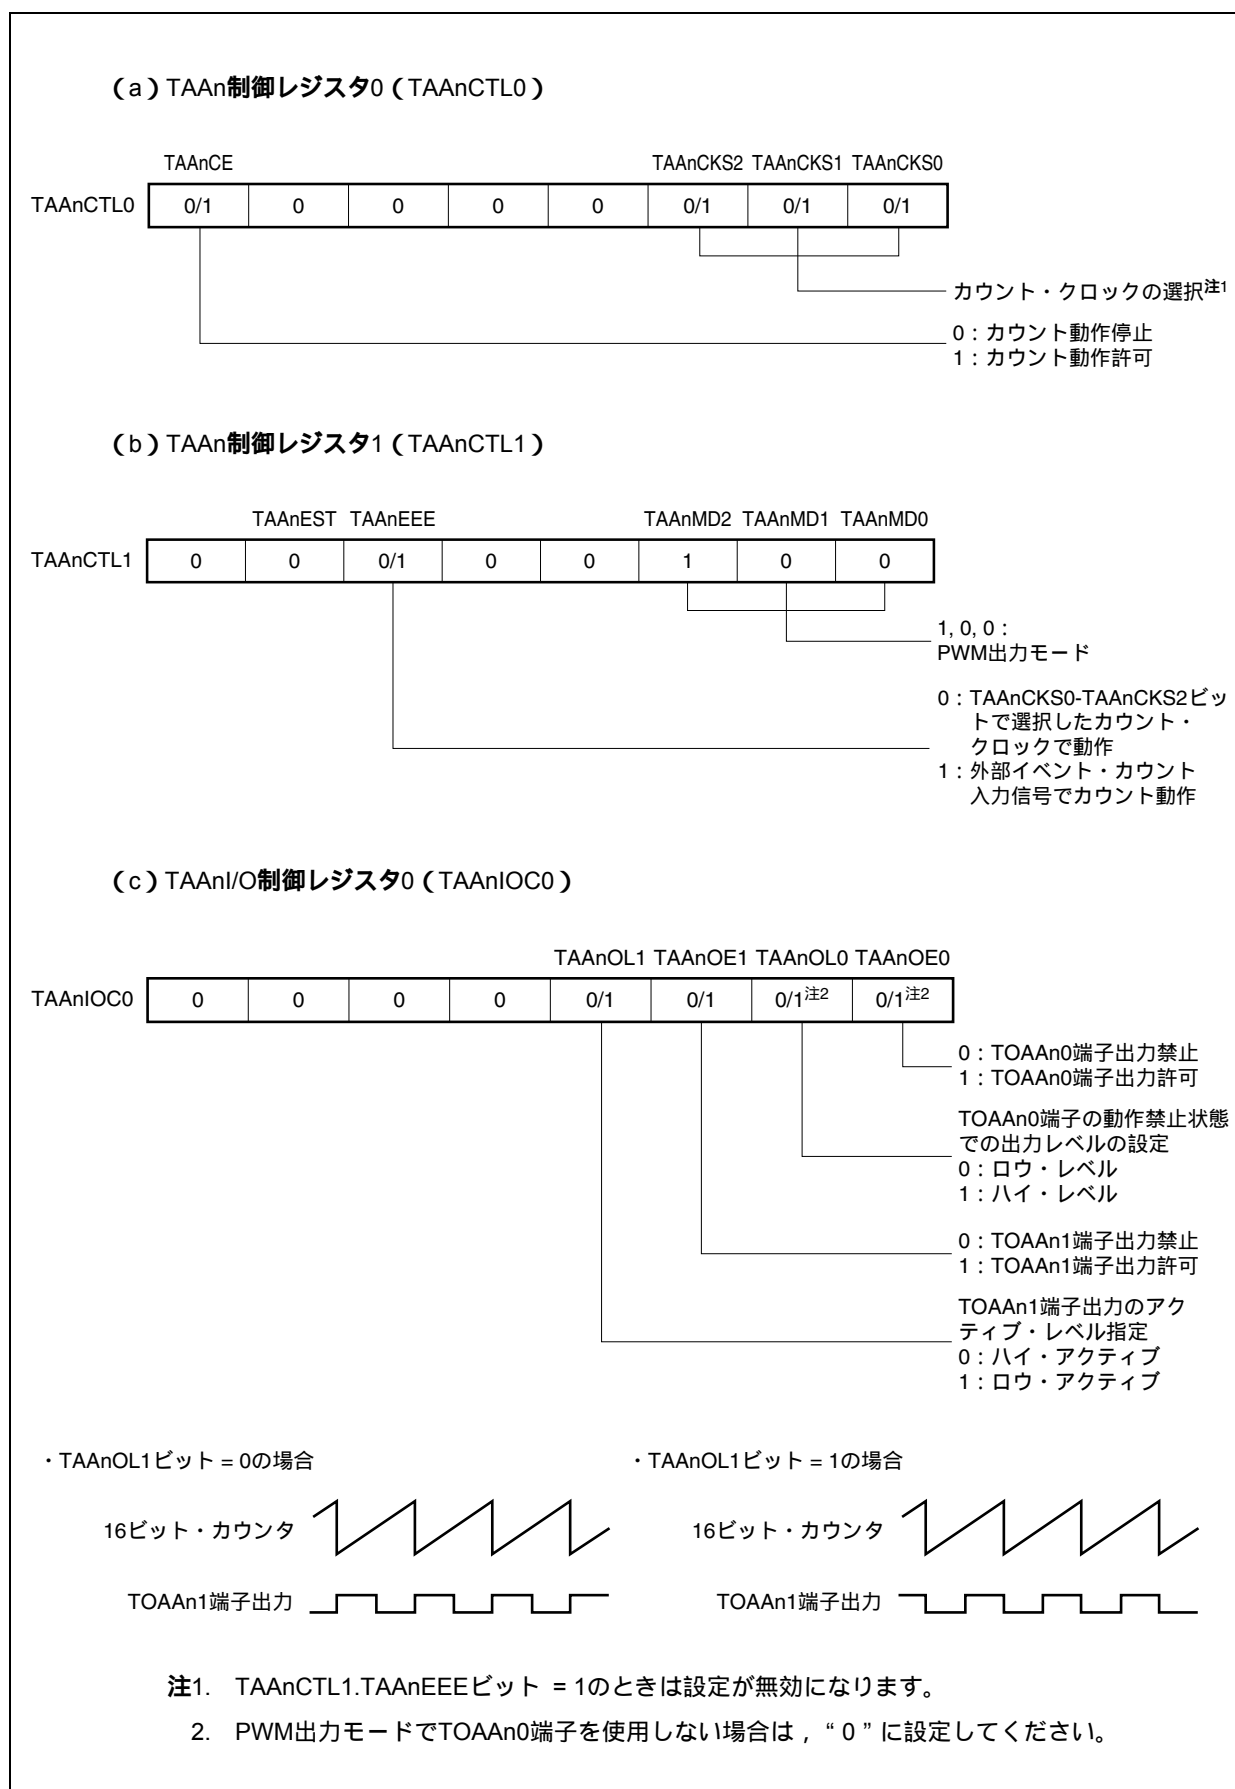 （a）TAAn制御レジスタ0（TAAnCTL0）
TAAnCE TAAnCKS2 TAAnCKS1 TAAnCKS0
TAAnCTL0 0/1 0 0 0 0 0/1 0/1 0/1
カウント・クロックの選択注1
0：カウント動作停止
1：カウント動作許可
（b）TAAn制御レジスタ1（TAAnCTL1）
TAAnEST TAAnEEE TAAnMD2 TAAnMD1 TAAnMD0
TAAnCTL1 0 0 0/1 0 0 1 0 0
1, 0, 0：
PWM出力モード
0：TAAnCKS0-TAAnCKS2ビッ
トで選択したカウント・
クロックで動作
1：外部イベント・カウント
入力信号でカウント動作
（c）TAAnI/O制御レジスタ0（TAAnIOC0）
TAAnOL1 TAAnOE1 TAAnOL0 TAAnOE0
TAAnIOC0 0 0 0 0 0/1 0/1 0/1注2 0/1注2
0：TOAAn0端子出力禁止
1：TOAAn0端子出力許可
TOAAn0端子の動作禁止状態
での出力レベルの設定
0：ロウ・レベル
1：ハイ・レベル
0：TOAAn1端子出力禁止
1：TOAAn1端子出力許可
TOAAn1端子出力のアク
ティブ・レベル指定
0：ハイ・アクティブ
1：ロウ・アクティブ
・TAAnOL1ビット = 0の場合 ・TAAnOL1ビット = 1の場合
16ビット・カウンタ 16ビット・カウンタ
TOAAn1端子出力 TOAAn1端子出力
注1. TAAnCTL1.TAAnEEEビット = 1のときは設定が無効になります。
2. PWM出力モードでTOAAn0端子を使用しない場合は，“0”に設定してください。